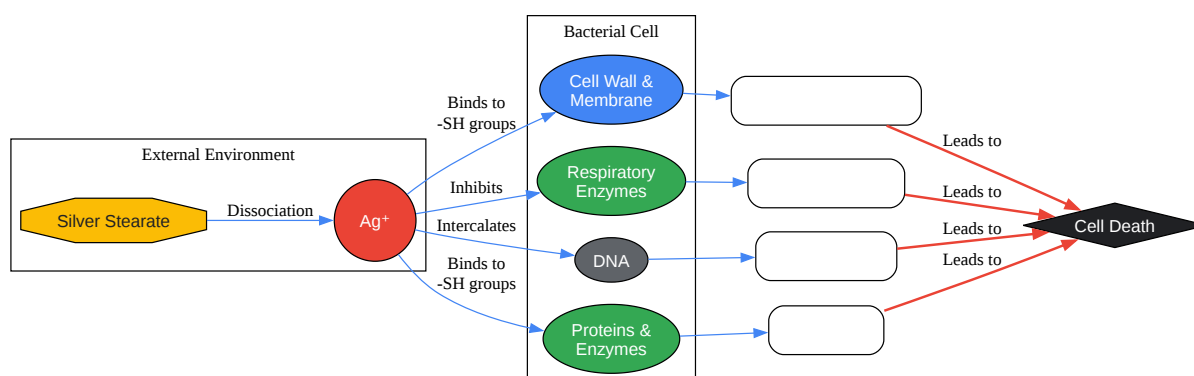 Bacterial Cell
Cell Wall &
Membrane
Binds to
-SH groups
Leads to
External Environment
Respiratory
Enzymes
Inhibits
Leads to
Silver Stearate
Dissociation
Ag⁺
Intercalates
Leads to
Cell Death
DNA
Leads to
Binds to
-SH groups
Proteins &
Enzymes